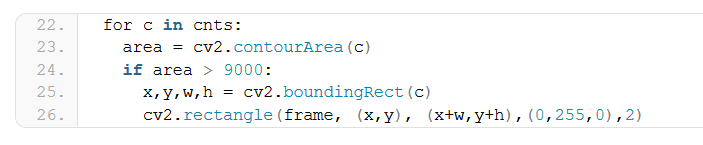 22. for c in cnts:
23. area = cv2.contourArea(c)
24. if area > 9000:
25. x,y,w,h = cv2.boundingRect(c)
26. cv2.rectangle(frame, (x,y), (x+w,y+h),(0,255,0),2)